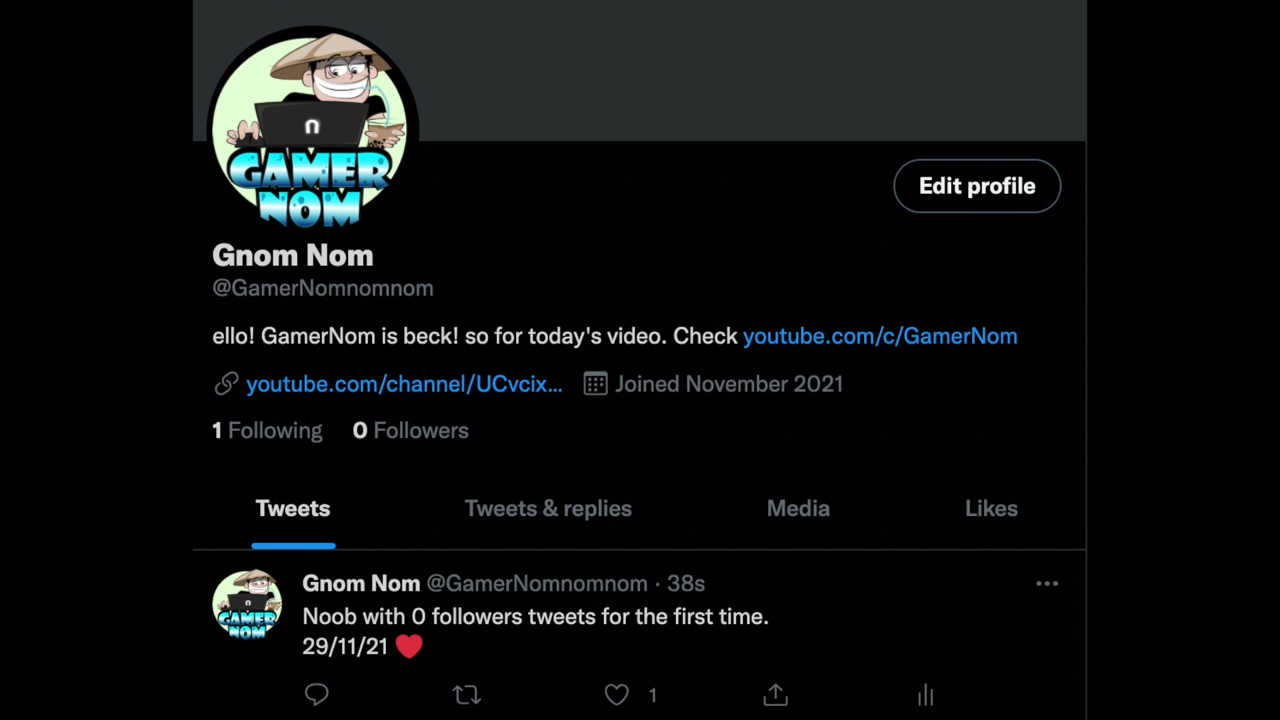 GAMER
NOM
Edit profile
Gnom Nom
@GamerNomnomnom
ello! GamerNom is beck! so for today's video. Check youtube.com/c/GamerNom
youtube.com/channel/UCvcix... Joined November 2021
1 Following 0 Followers
Tweets Tweets & replies Media Likes
Gnom Nom @GamerNomnomnom · 38s
GAMER
NOM
Noob with 0 followers tweets for the first time.
29/11/21 ❤️
1